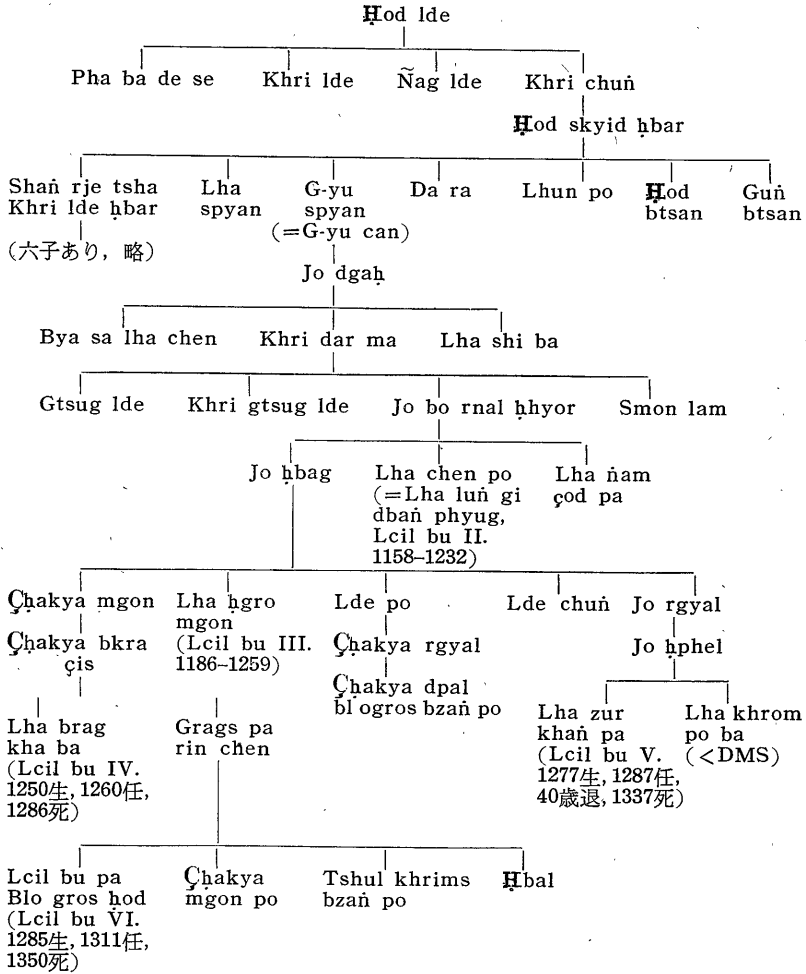 Ḥod lde
Pha ba de se   Khri lde   Ñag lde   Khri chuṅ
Ḥod skyid ḥbar
Shaṅ rje tsha   Lha   G-yu   Da ra   Lhun po   Ḥod   Guṅ
Khri lde ḥbar   spyan   spyan   btsan   btsan
(六子あり, 略)   (=G-yu can)
Jo dgaḥ
Bya sa lha chen   Khri dar ma   Lha shi ba
Gtsug lde   Khri gtsug lde   Jo bo rnal ḥhyor   Smon lam
Jo ḥbag   Lha chen po   Lha ṅam
(=Lha luṅ gi   çod pa
dbaṅ phyug,
Lcil bu II.
1158–1232)
Çḥakya mgon   Lha ḥgro   Lde po   Lde chuṅ   Jo rgyal
mgon
Çḥakya bkra   (Lcil bu III.   Çḥakya rgyal   Jo ḥphel
çis   1186–1259)
Çḥakya dpal
bl ogros bzaṅ po
Lha brag   Grags pa   Lha zur   Lha khrom
kha ba   rin chen   khaṅ pa   po ba
(Lcil bu IV.   (Lcil bu V.   (<DMS)
1250生, 1260任,   1277生, 1287任,
1286死)   40歳退, 1337死)
Lcil bu pa   Çḥakya   Tshul khrims   Ḥbal
Blo gros ḥod   mgon po   bzaṅ po
(Lcil bu VI.
1285生, 1311任,
1350死)